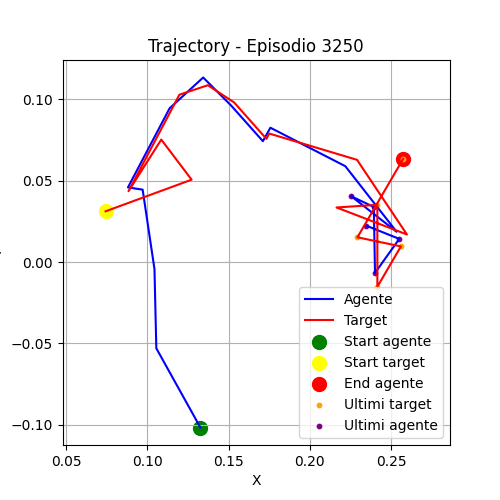 Trajectory - Episodio 3250
0.10
0.05
0.00
−0.05
−0.10
0.05
0.10
0.15
0.20
0.25
X
Agente
Target
Start agente
Start target
End agente
Ultimi target
Ultimi agente